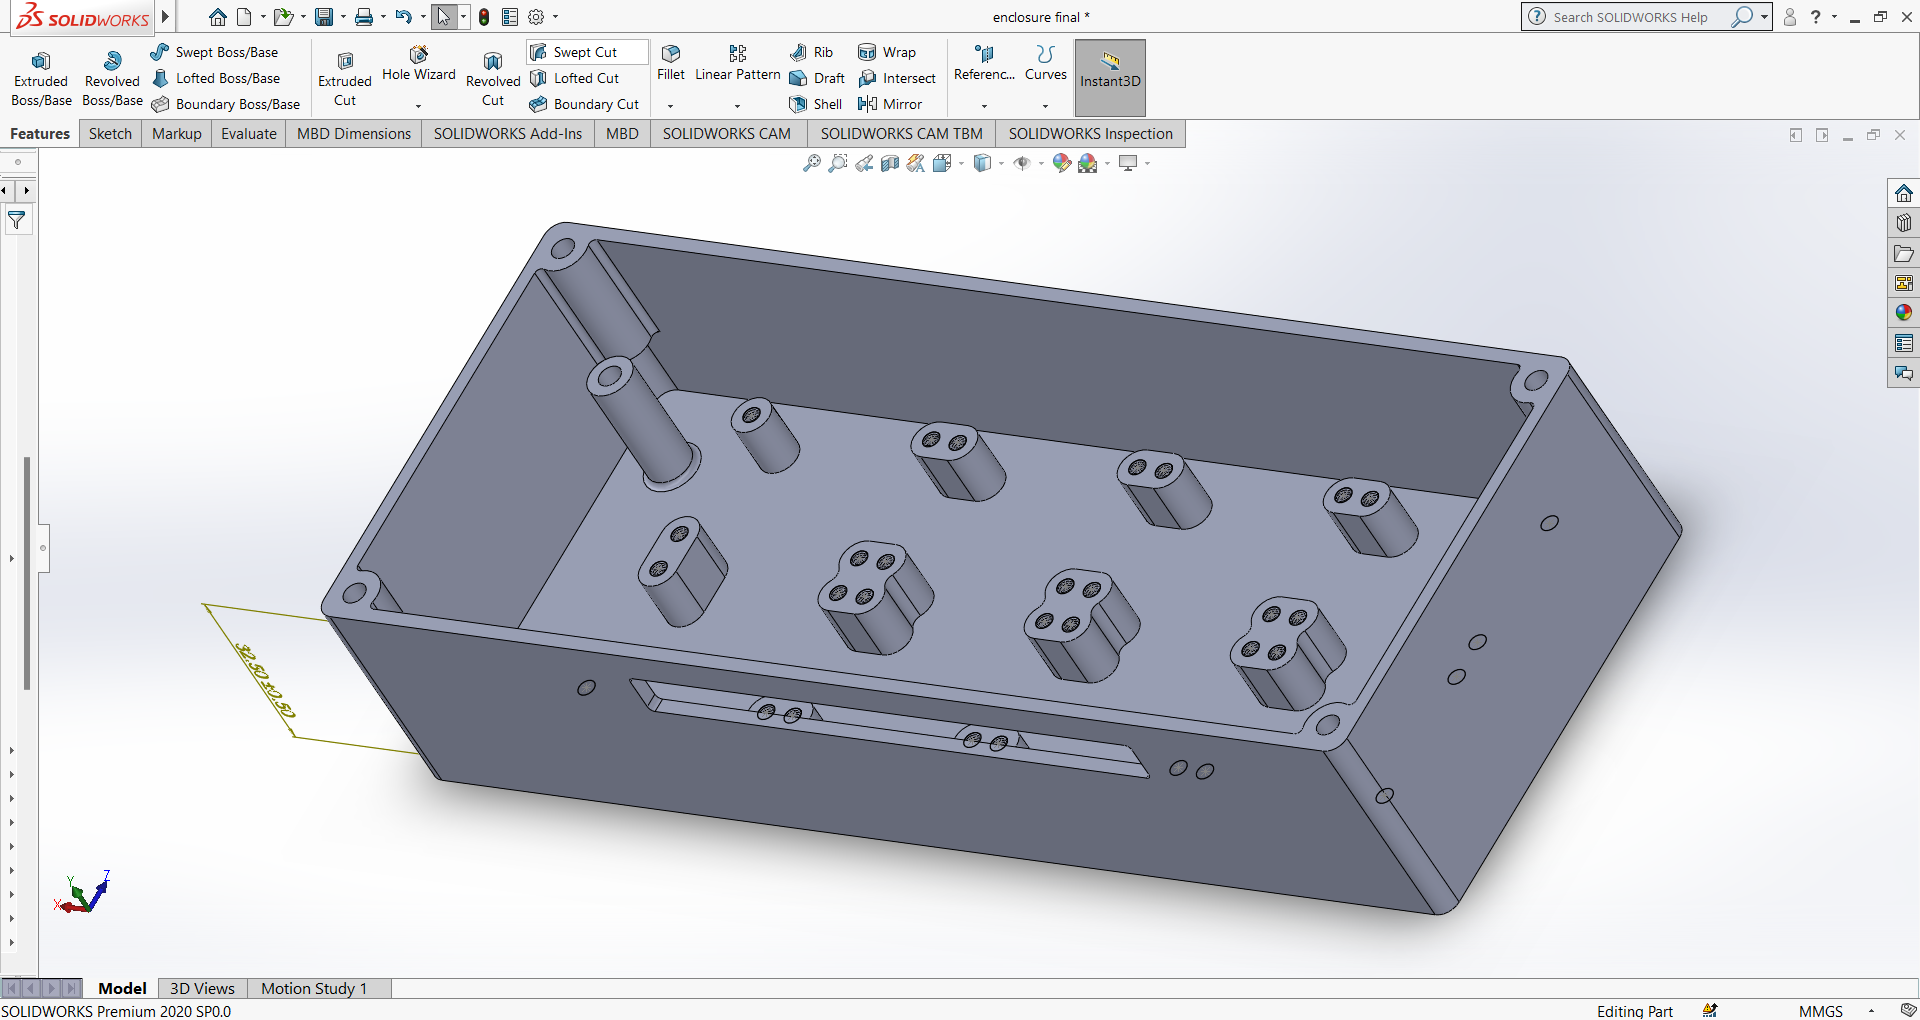 SOLIDWORKS
enclosure final *
Search SOLIDWORKS Help
Extruded Boss/Base
Revolved Boss/Base
Swept Boss/Base
Lofted Boss/Base
Boundary Boss/Base
Extruded Cut
Hole Wizard
Revolved Cut
Swept Cut
Lofted Cut
Boundary Cut
Fillet
Linear Pattern
Rib
Draft
Shell
Wrap
Intersect
Mirror
Referenc...
Curves
Instant3D
Features
Sketch
Markup
Evaluate
MBD Dimensions
SOLIDWORKS Add-Ins
MBD
SOLIDWORKS CAM
SOLIDWORKS CAM TBM
SOLIDWORKS Inspection
32.50±0.50
X
Y
Z
Model
3D Views
Motion Study 1
SOLIDWORKS Premium 2020 SP0.0
Editing Part
MMGS